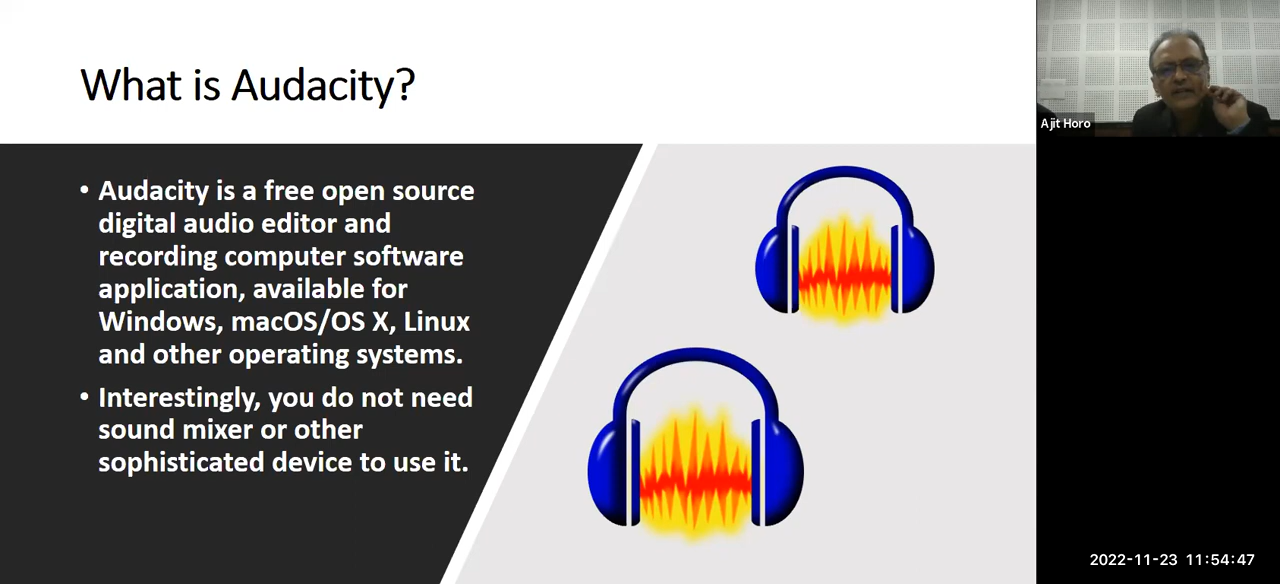 What is Audacity?
• Audacity is a free open source
digital audio editor and
recording computer software
application, available for
Windows, macOS/OS X, Linux
and other operating systems.
• Interestingly, you do not need
sound mixer or other
sophisticated device to use it.
Ajit Horo
2022-11-23 11:54:47